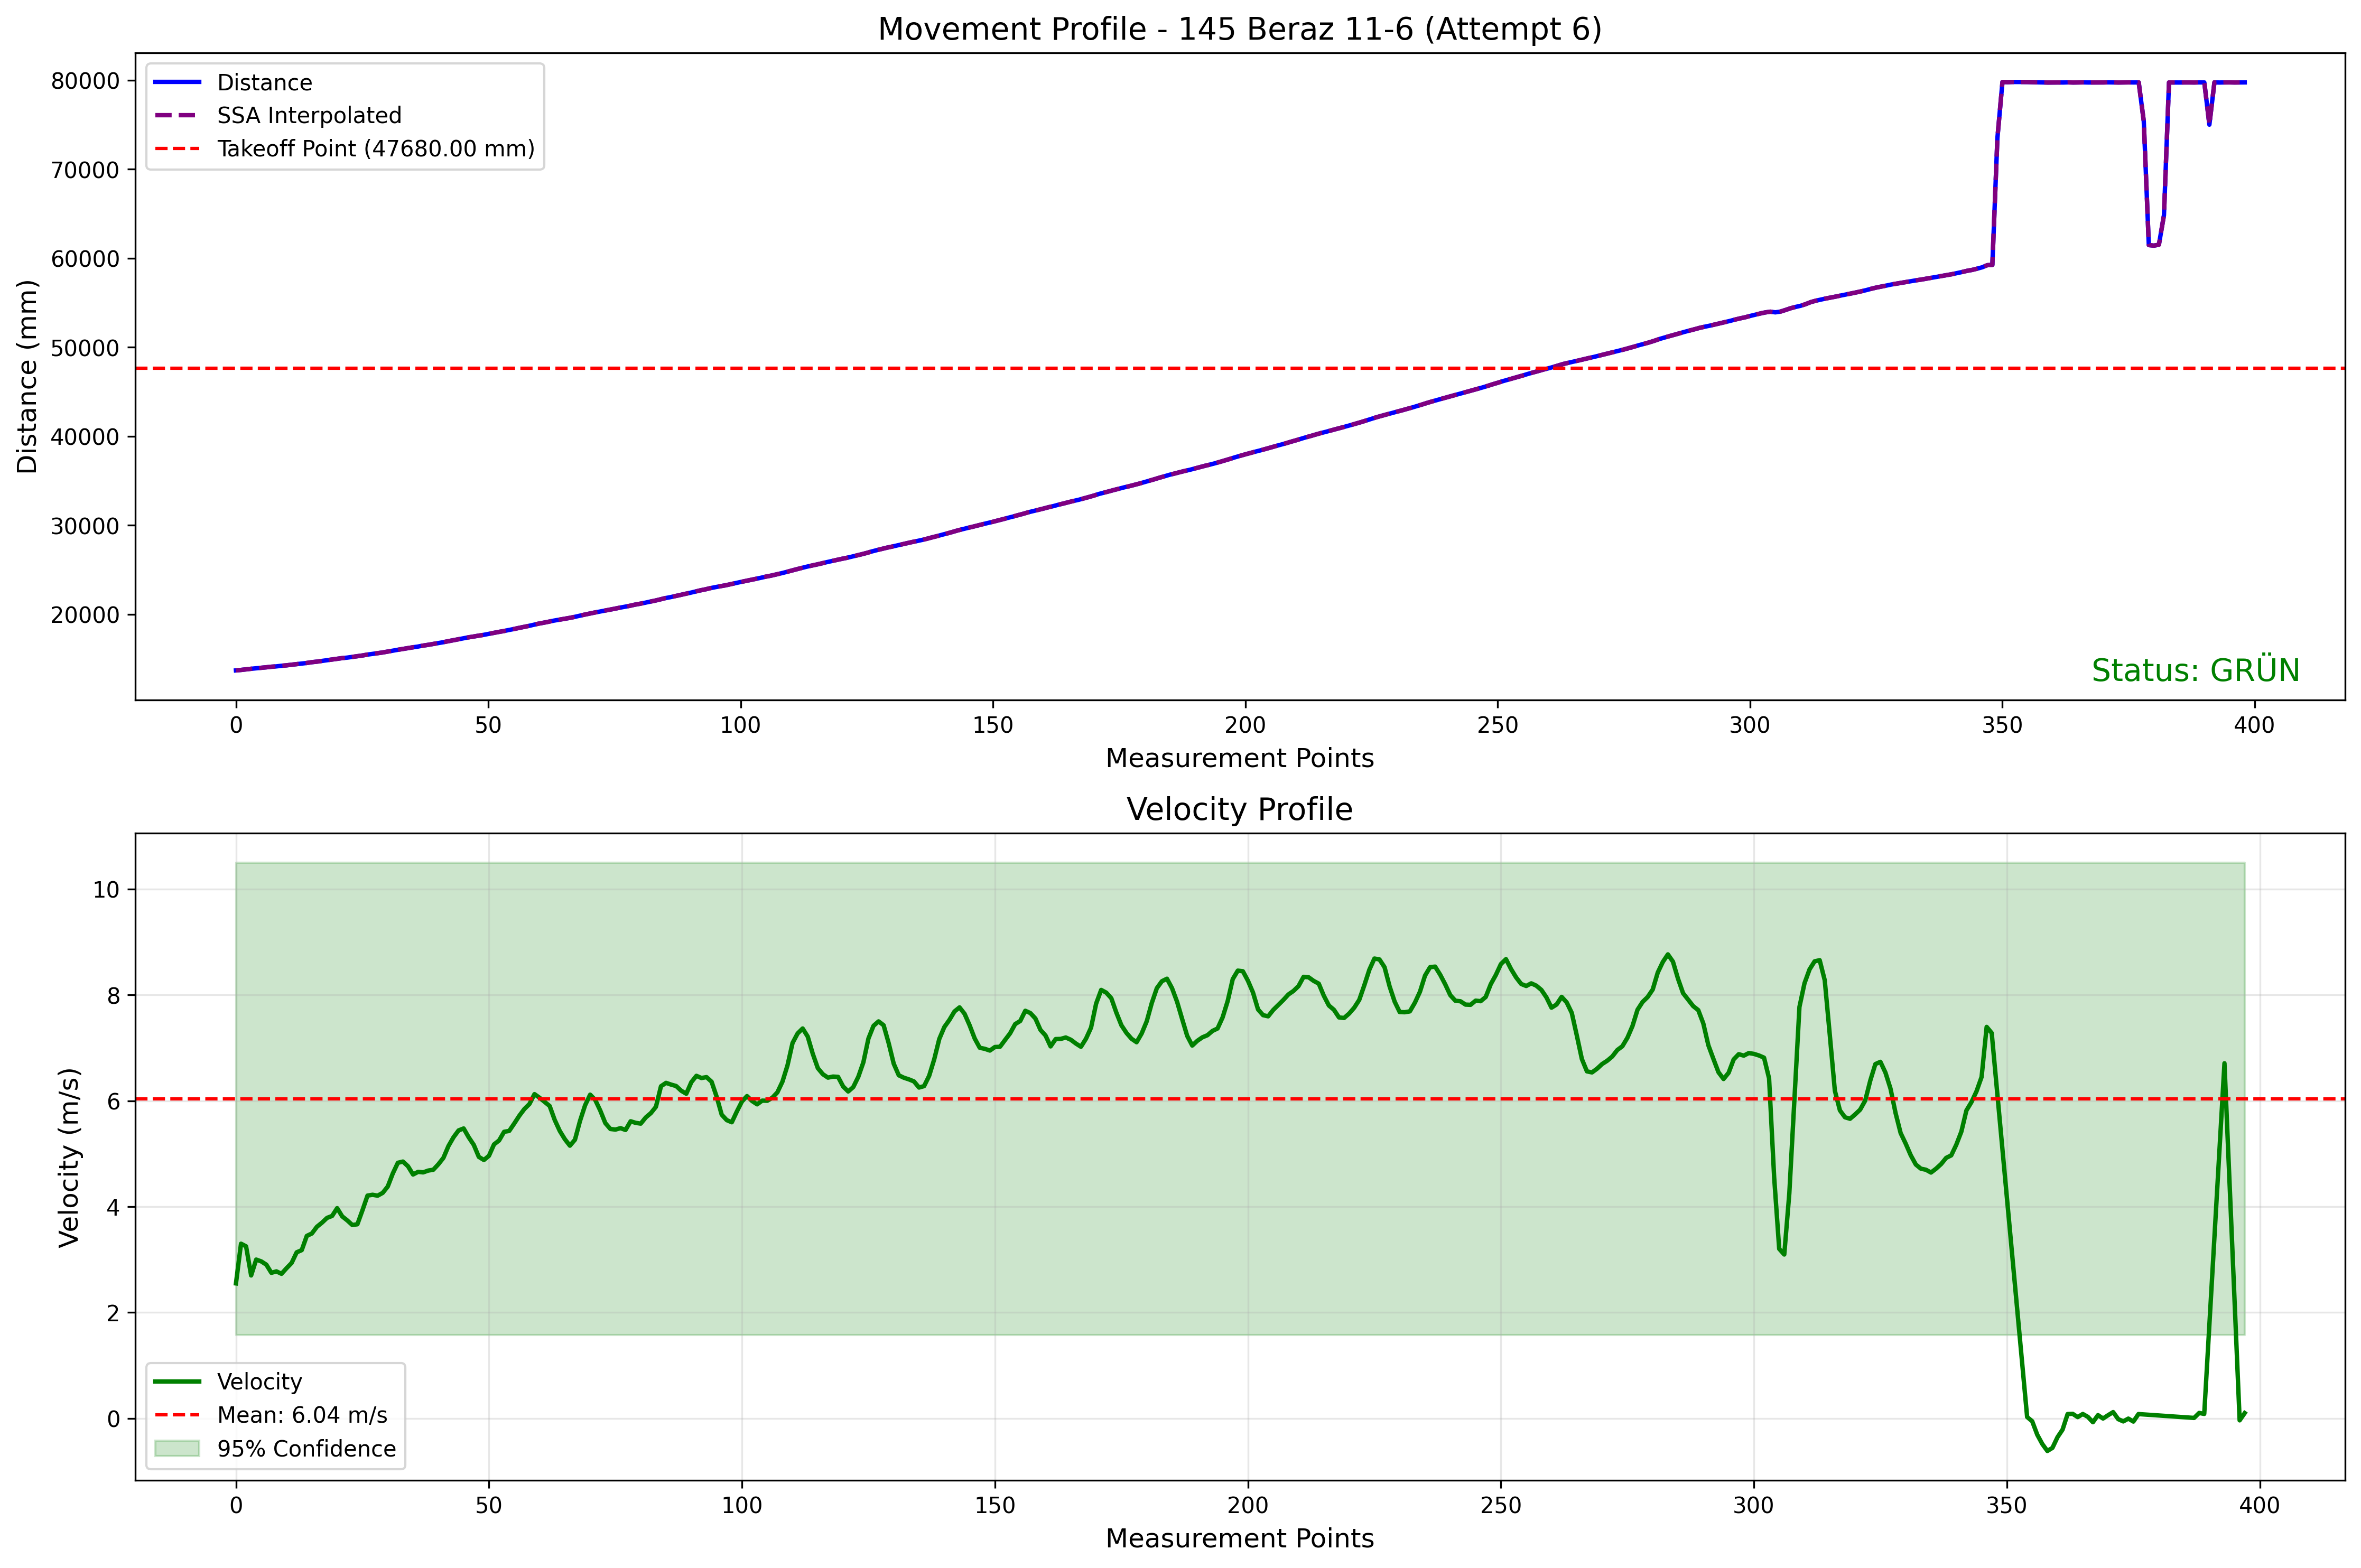 Movement Profile - 145 Beraz 11-6 (Attempt 6)
Distance
SSA Interpolated
Takeoff Point (47680.00 mm)
Distance (mm)
80000
70000
60000
50000
40000
30000
20000
Status: GRÜN
0 50 100 150 200 250 300 350 400
Measurement Points
Velocity Profile
Velocity (m/s)
10
8
6
4
2
0
Velocity
Mean: 6.04 m/s
95% Confidence
0 50 100 150 200 250 300 350 400
Measurement Points